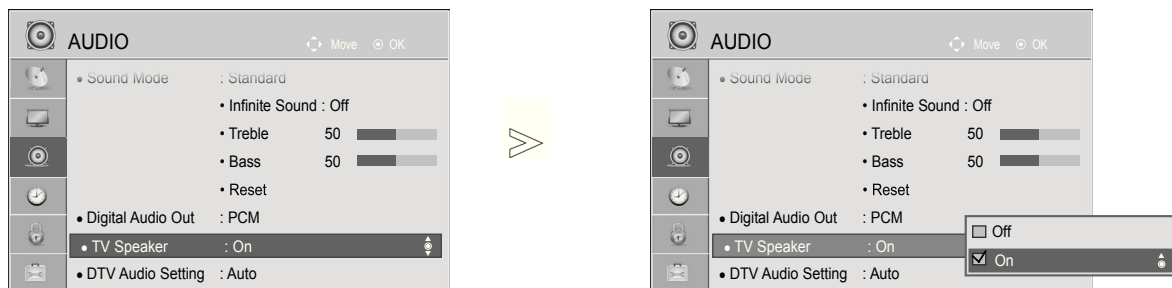 AUDIO
Move OK
• Sound Mode : Standard
• Infinite Sound : Off
• Treble 50
• Bass 50
• Reset
• Digital Audio Out : PCM
• TV Speaker : On
• DTV Audio Setting : Auto
>
AUDIO
Move OK
• Sound Mode : Standard
• Infinite Sound : Off
• Treble 50
• Bass 50
• Reset
• Digital Audio Out : PCM
• TV Speaker : On
• DTV Audio Setting : Auto
Off
On